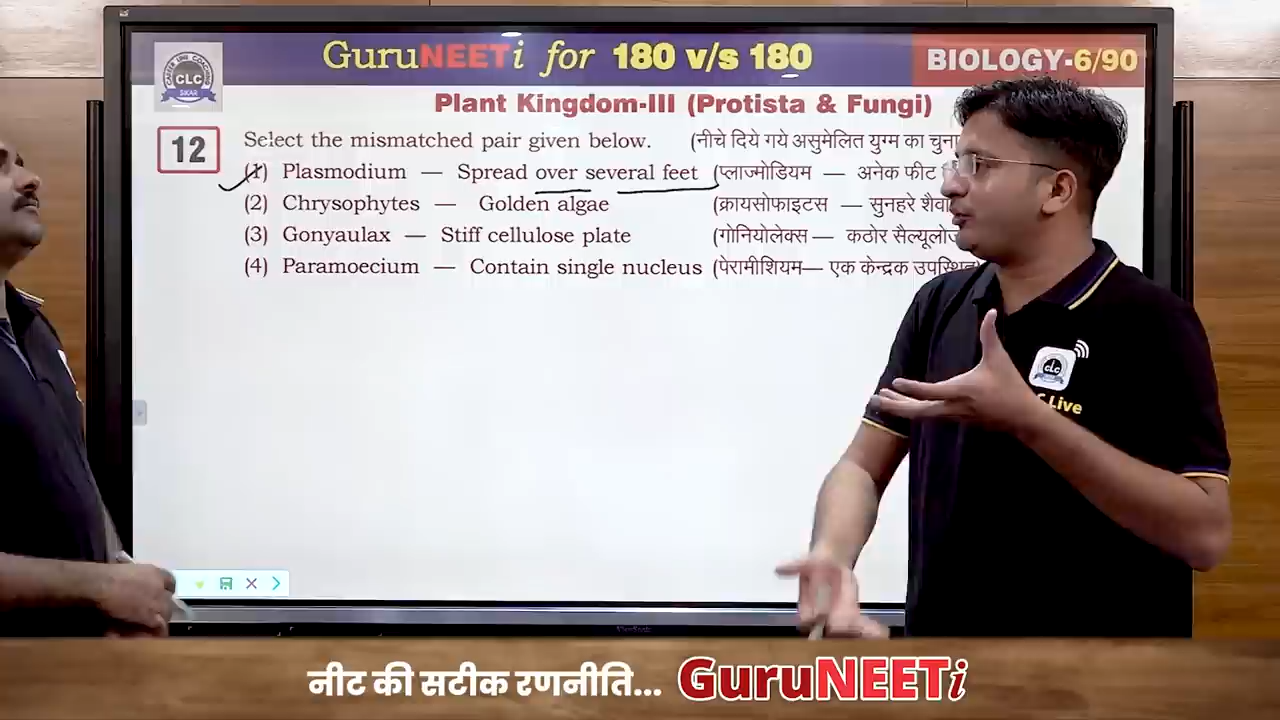 GuruNEETi for 180 v/s 180
BIOLOGY-6/90
CLC
SIKAR
Plant Kingdom-III (Protista & Fungi)
12 Select the mismatched pair given below. (नीचे दिये गये असुमेलित युग्म का
(1) Plasmodium — Spread over several feet (प्लाज्मोडियम — अनेक फीट
(2) Chrysophytes — Golden algae (क्रायसोफाइटस — सुनहरे
(3) Gonyaulax — Stiff cellulose plate (गोनियोलेक्स — कठोर
(4) Paramoecium — Contain single nucleus (पेरामीशियम— एक केन्द्रक उपस्थित)
CLC
Live
नीट की सटीक रणनीति... GuruNEETi